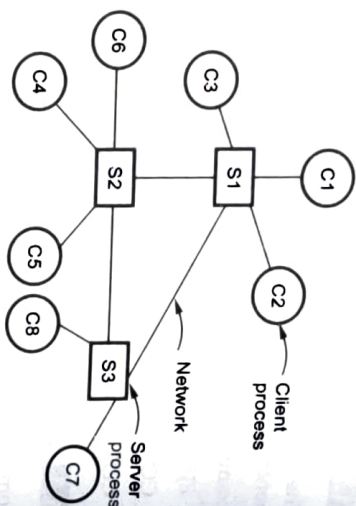 C1
C2
Client
process
C3
S1
Network
Server
process
C6
S2
S3
C7
C4
C5
C8